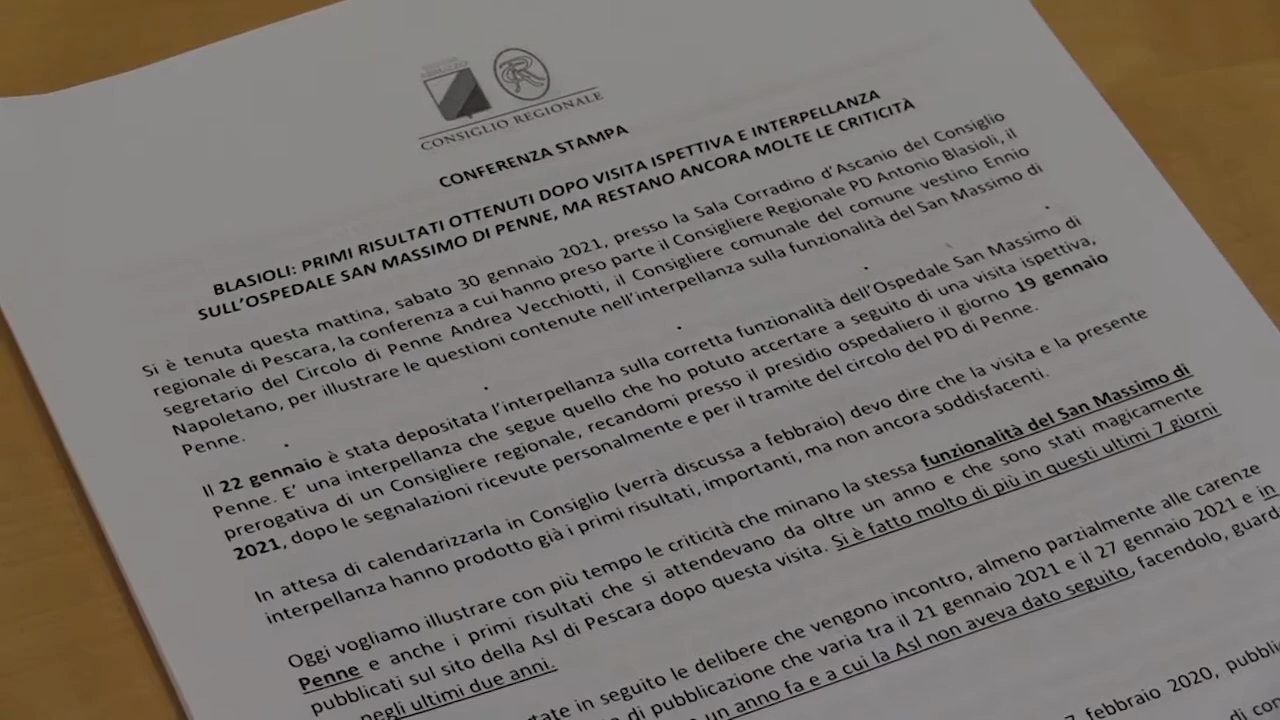 CONSIGLIO REGIONALE
CONFERENZA STAMPA
BLASIOLI: PRIMI RISULTATI OTTENUTI DOPO VISITA ISPETTIVA E INTERPELLANZA
SULL'OSPEDALE SAN MASSIMO DI PENNE, MA RESTANO ANCORA MOLTE LE CRITICITÀ
Si è tenuta questa mattina, sabato 30 gennaio 2021, presso la Sala Corradino d'Ascanio del Consiglio
regionale di Pescara, la conferenza a cui hanno preso parte il Consigliere Regionale PD Antonio Blasioli, il
segretario del Circolo di Penne Andrea Vecchiotti, il Consigliere comunale del comune vestino Ennio
Napoletano, per illustrare le questioni contenute nell'interpellanza sulla funzionalità del San Massimo di
Penne.
Il 22 gennaio è stata depositata l'interpellanza sulla corretta funzionalità dell'Ospedale San Massimo di
Penne. E' una interpellanza che segue quello che ho potuto accertare a seguito di una visita ispettiva,
prerogativa di un Consigliere regionale, recandomi presso il presidio ospedaliero il giorno 19 gennaio
2021, dopo le segnalazioni ricevute personalmente e per il tramite del circolo del PD di Penne.
In attesa di calendarizzarla in Consiglio (verrà discussa a febbraio) devo dire che la visita e la presente
interpellanza hanno prodotto già i primi risultati, importanti, ma non ancora soddisfacenti.
Oggi vogliamo illustrare con più tempo le criticità che minano la stessa funzionalità del San Massimo di
Penne e anche i primi risultati che si attendevano da oltre un anno e che sono stati magicamente
pubblicati sul sito della Asl di Pescara dopo questa visita. Si è fatto molto di più in questi ultimi 7 giorni
negli ultimi due anni.
in seguito le delibere che vengono incontro, almeno parzialmente alle carenze
di pubblicazione che varia tra il 21 gennaio 2021 e il 27 gennaio 2021 e in
un anno fa e a cui la Asl non aveva dato seguito, facendolo, guard
febbraio 2020, pubblic